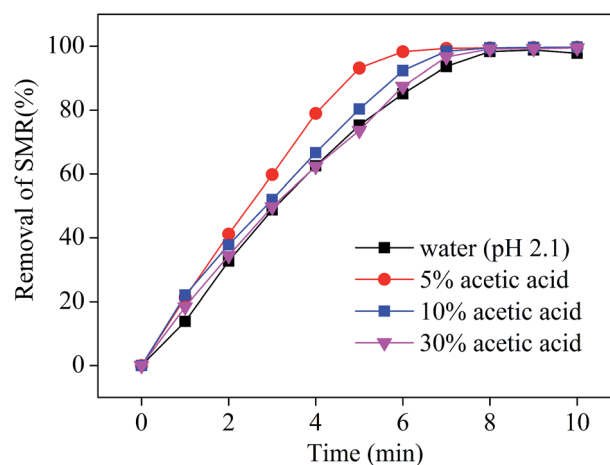 Removal of SMR(%)
100
80
60
40
20
0
water (pH 2.1)
5% acetic acid
10% acetic acid
30% acetic acid
0 2 4 6 8 10
Time (min)